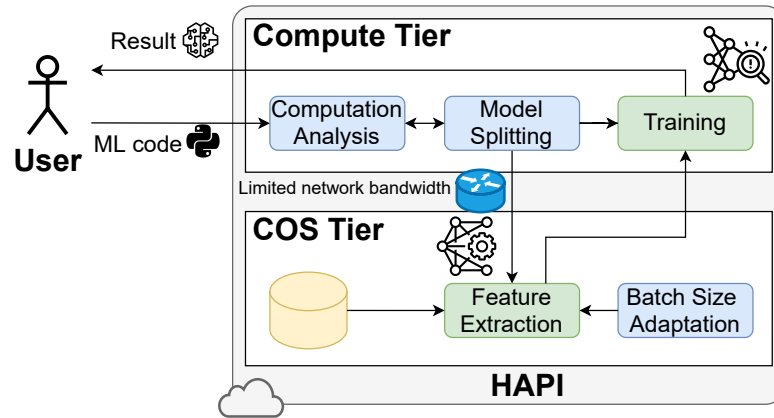 Result
Compute Tier
Computation
Analysis
Model
Splitting
Training
ML code
User
Limited network bandwidth
COS Tier
Feature
Extraction
Batch Size
Adaptation
HAPI